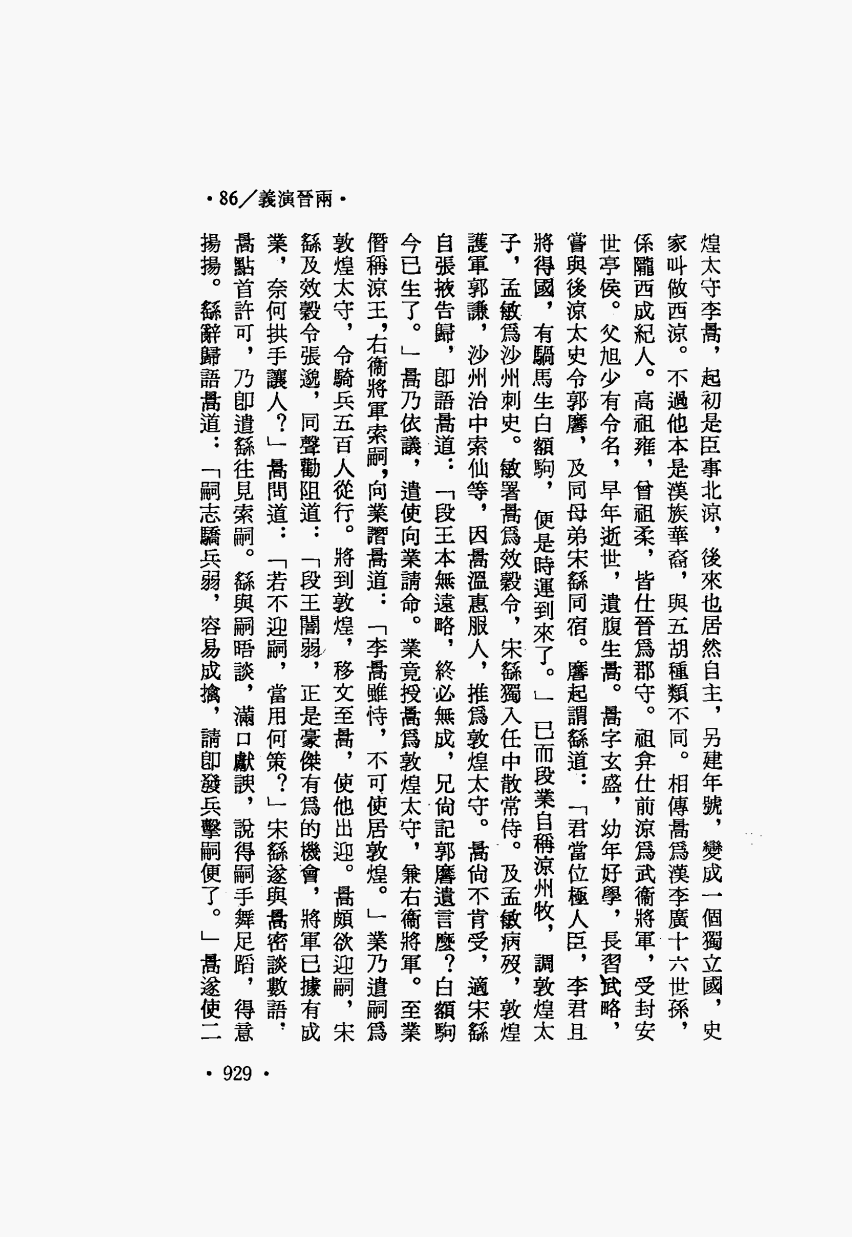 ·86／義演晉兩·
煌太守李暠，起初是臣事北涼，後來也居然自主，另建年號，變成一個獨立國，史
家叫做西涼。不過他本是漢族華裔，與五胡種類不同。相傳暠爲漢李廣十六世孫，
係隴西成紀人。高祖雍，曾祖柔，皆仕晉爲郡守。祖弇仕前涼爲武衞將軍，受封安
世亭侯。父旭少有令名，早年逝世，遺腹生暠。暠字玄盛，幼年好學，長習武略，
嘗與後涼太史令郭黁，及同母弟宋繇同宿。黁起謂繇道：「君當位極人臣，李君且
將得國，有騧馬生白額駒，便是時運到來了。」已而段業自稱涼州牧，調敦煌太
子，孟敏爲沙州刺史。敏署暠爲效穀令，宋繇獨入任中散常侍。及孟敏病歿，敦煌
護軍郭謙，沙州治中索仙等，因暠溫惠服人，推爲敦煌太守。暠尙不肯受，適宋繇
自張掖告歸，卽語暠道：「段王本無遠略，終必無成，兄尙記郭黁遺言麼？白額駒
今已生了。」暠乃依議，遣使向業請命。業竟授暠爲敦煌太守，兼右衞將軍。至業
僭稱涼王，右衞將軍索嗣，向業譖暠道：「李暠雖恃，不可使居敦煌。」業乃遣嗣爲
敦煌太守，令騎兵五百人從行。將到敦煌，移文至暠，使他出迎。暠頗欲迎嗣，宋
繇及效穀令張邈，同聲勸阻道：「段王闇弱，正是豪傑有爲的機會，將軍已據有成
業，奈何拱手讓人？」暠問道：「若不迎嗣，當用何策？」宋繇遂與暠密談數語，
暠點首許可，乃卽遣繇往見索嗣。繇與嗣晤談，滿口獻諛，說得嗣手舞足蹈，得意
揚揚。繇辭歸語暠道：「嗣志驕兵弱，容易成擒，請卽發兵擊嗣便了。」暠遂使二
·929·